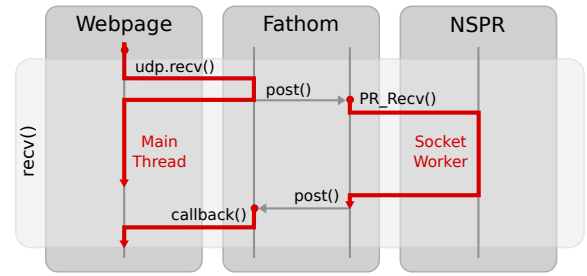 Webpage
Fathom
NSPR
udp.recv()
post()
PR_Recv()
recv()
Main
Thread
Socket
Worker
post()
callback()